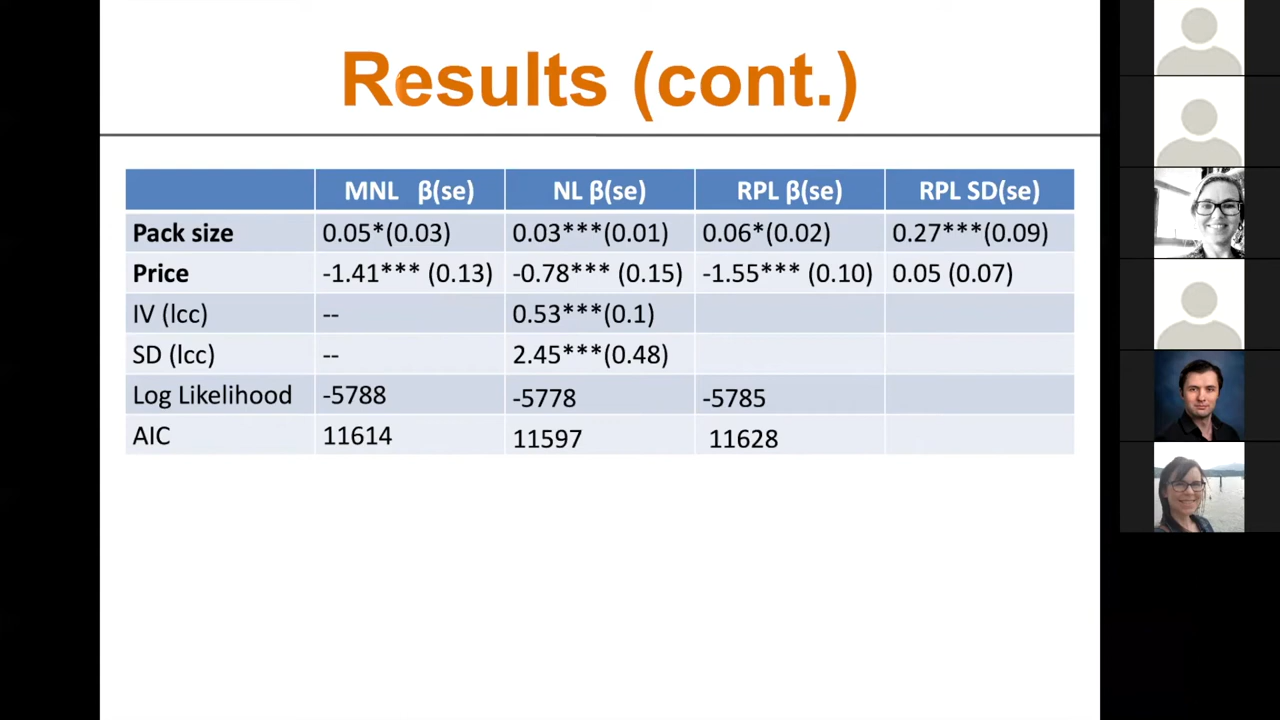 Results (cont.)
MNL β(se) NL β(se) RPL β(se) RPL SD(se)
Pack size 0.05*(0.03) 0.03***(0.01) 0.06*(0.02) 0.27***(0.09)
Price -1.41*** (0.13) -0.78*** (0.15) -1.55*** (0.10) 0.05 (0.07)
IV (lcc) -- 0.53***(0.1)
SD (lcc) -- 2.45***(0.48)
Log Likelihood -5788 -5778 -5785
AIC 11614 11597 11628